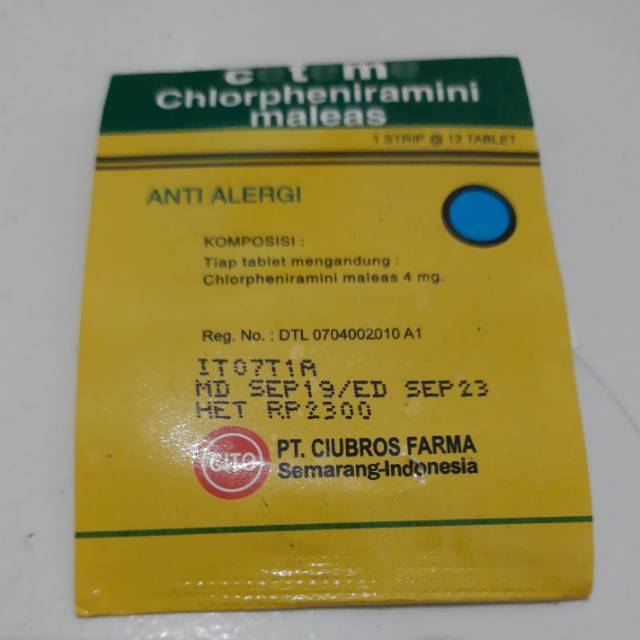 Chlorpheniramini
maleas
1 STRIP @ 12 TABLET
ANTI ALERGI
KOMPOSISI :
Tiap tablet mengandung :
Chlorpheniramini maleas 4 mg.
Reg. No. : DTL 0704002010 A1
IT07T1A
MD SEP19/ED SEP23
HET RP2300
CITO
PT. CIUBROS FARMA
Semarang-Indonesia